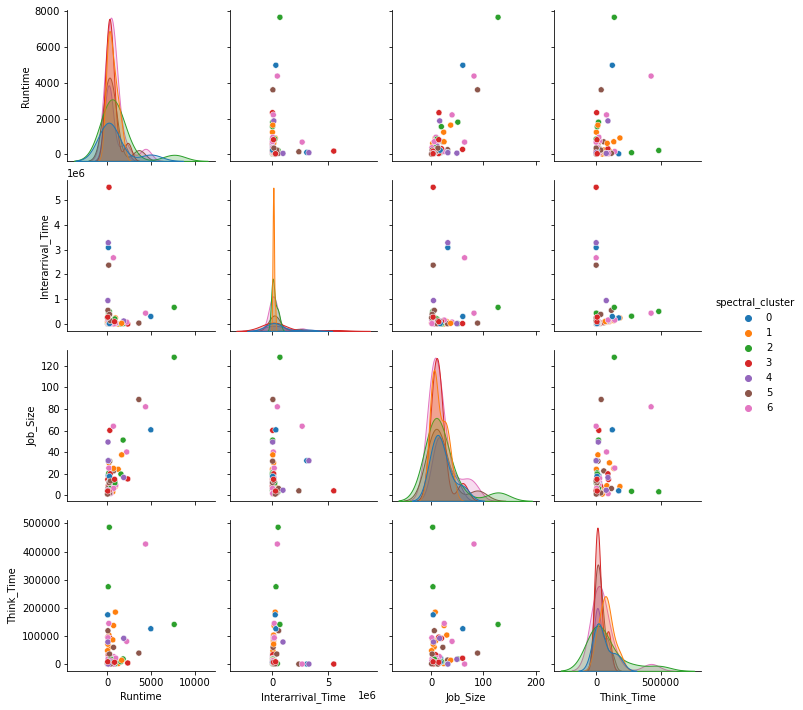 8000
6000
4000
2000
0
Runtime
1e6
5
4
3
2
1
0
Interarrival_Time
spectral_cluster
0
1
2
3
4
5
6
120
100
80
60
40
20
0
Job_Size
500000
400000
300000
200000
100000
0
Think_Time
0 5000 10000
Runtime
0 5
1e6
Interarrival_Time
0 100 200
Job_Size
0 500000
Think_Time